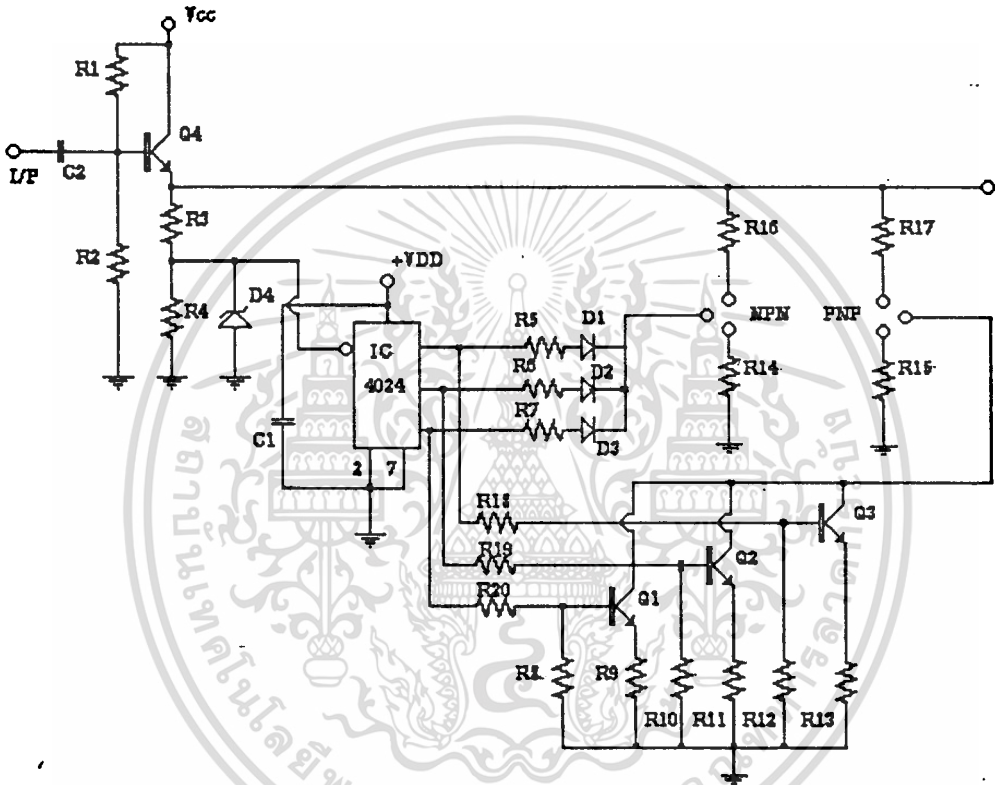 Vcc
R1
Q4
I/P
C2
R3
R2
R4
D4
+VDD
IC
4024
C1
2 7
R5
D1
R6
D2
R7
D3
R16
R17
NPN
PNP
R14
R15
R18
Q3
R19
Q2
R20
Q1
R8
R9
R10
R11
R12
R13